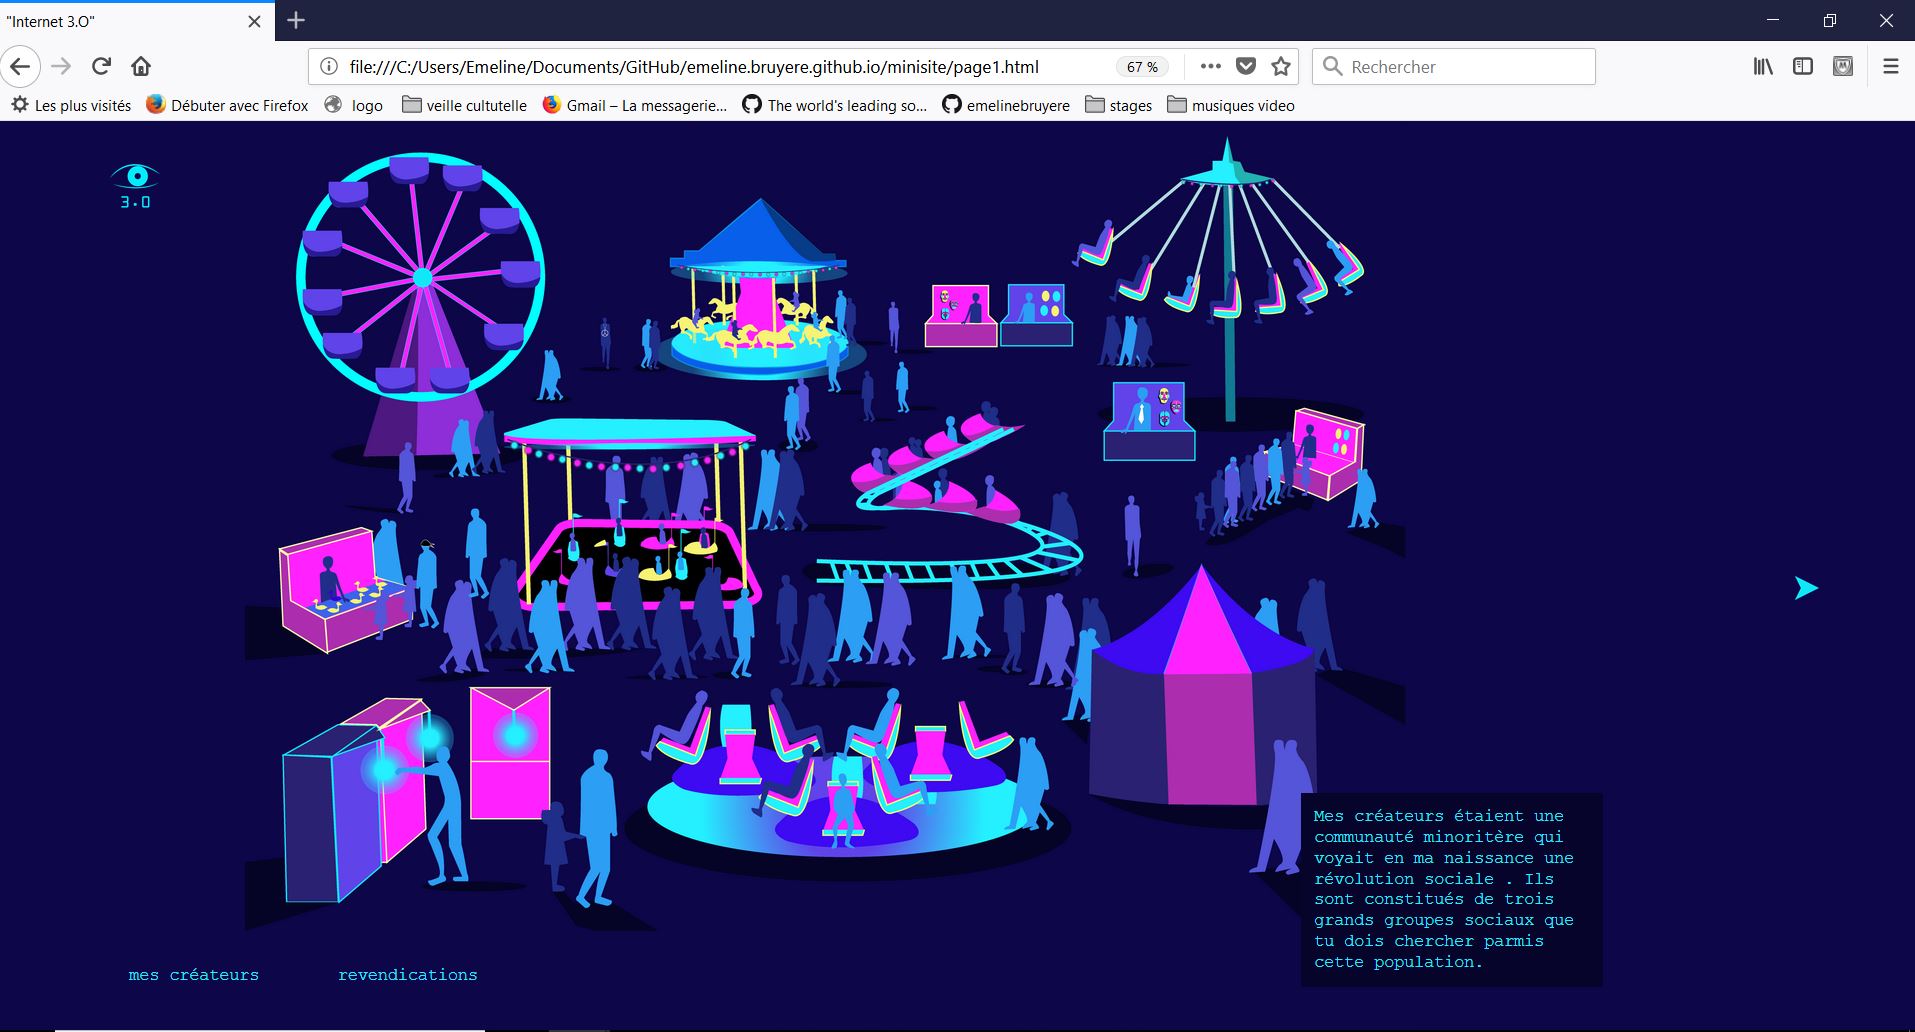 "Internet 3.O"
file:///C:/Users/Emeline/Documents/GitHub/emeline.bruyere.github.io/minisite/page1.html
67 %
Rechercher
Les plus visités
Débuter avec Firefox
logo
veille cultutelle
Gmail – La messagerie...
The world's leading so...
emelinebruyere
stages
musiques video
3.0
Mes créateurs étaient une
communauté minoritère qui
voyait en ma naissance une
révolution sociale . Ils
sont constitués de trois
grands groupes sociaux que
tu dois chercher parmis
cette population.
mes créateurs
revendications